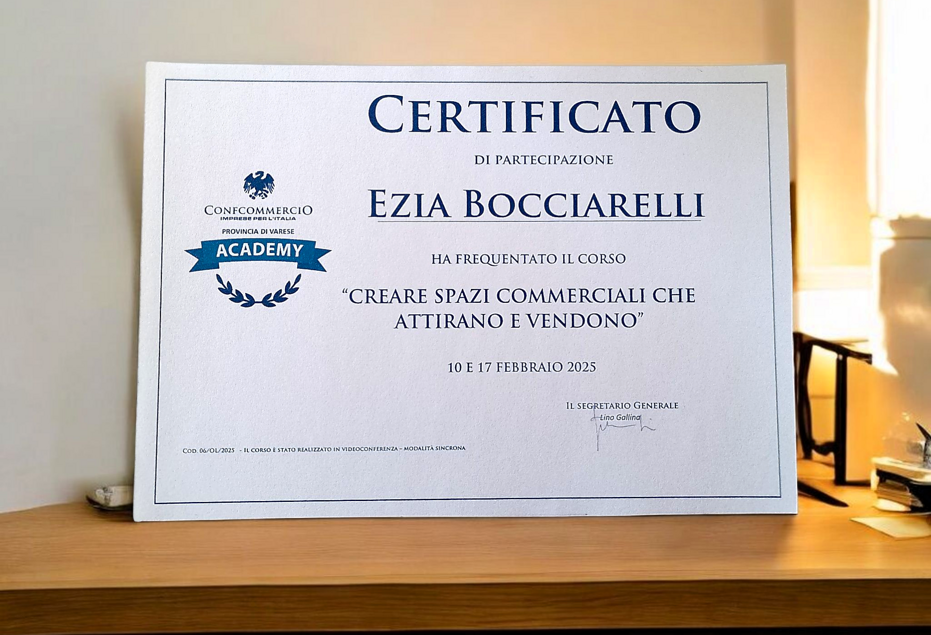 CERTIFICATO
DI PARTECIPAZIONE
EZIA BOCCIARELLI
HA FREQUENTATO IL CORSO
“CREARE SPAZI COMMERCIALI CHE
ATTIRANO E VENDONO”
10 E 17 FEBBRAIO 2025
CONFCOMMERCIO
IMPRESE PER L'ITALIA
PROVINCIA DI VARESE
ACADEMY
IL SEGRETARIO GENERALE
Lino Gallina
COD. 06/OL/2025 - IL CORSO È STATO REALIZZATO IN VIDEOCONFERENZA – MODALITÀ SINCRONA